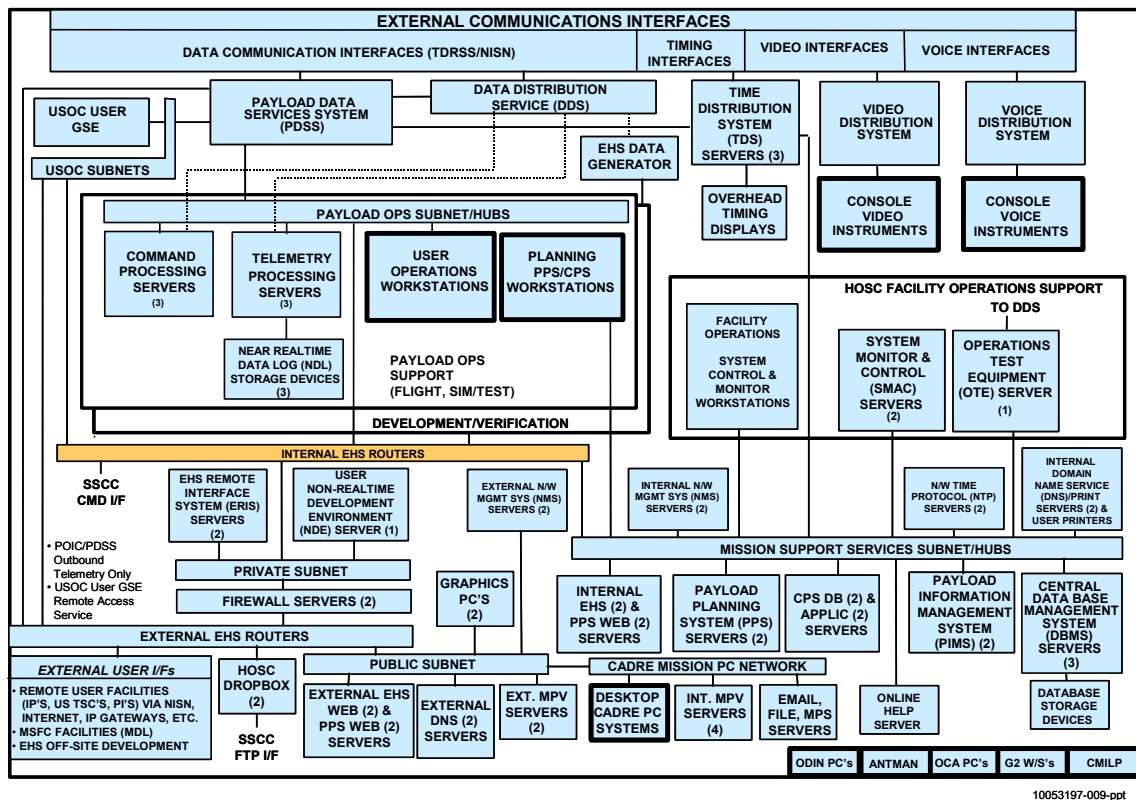 EXTERNAL COMMUNICATIONS INTERFACES
DATA COMMUNICATION INTERFACES (TDRSS/NISN)
TIMING
INTERFACES
VIDEO INTERFACES
VOICE INTERFACES
USOC USER
GSE
PAYLOAD DATA
SERVICES SYSTEM
(PDSS)
DATA DISTRIBUTION
SERVICE (DDS)
TIME
DISTRIBUTION
SYSTEM
(TDS)
SERVERS (3)
VIDEO
DISTRIBUTION
SYSTEM
VOICE
DISTRIBUTION
SYSTEM
USOC SUBNETS
EHS DATA
GENERATOR
OVERHEAD
TIMING
DISPLAYS
CONSOLE
VIDEO
INSTRUMENTS
CONSOLE
VOICE
INSTRUMENTS
PAYLOAD OPS SUBNET/HUBS
COMMAND
PROCESSING
SERVERS
(3)
TELEMETRY
PROCESSING
SERVERS
(3)
USER
OPERATIONS
WORKSTATIONS
PLANNING
PPS/CPS
WORKSTATIONS
NEAR REALTIME
DATA LOG (NDL)
STORAGE DEVICES
(3)
PAYLOAD OPS
SUPPORT
(FLIGHT, SIM/TEST)
DEVELOPMENT/VERIFICATION
HOSC FACILITY OPERATIONS SUPPORT
TO DDS
FACILITY
OPERATIONS
SYSTEM
CONTROL &
MONITOR
WORKSTATIONS
SYSTEM
MONITOR &
CONTROL
(SMAC)
SERVERS
(2)
OPERATIONS
TEST
EQUIPMENT
(OTE) SERVER
(1)
INTERNAL EHS ROUTERS
SSCC
CMD I/F
EHS REMOTE
INTERFACE
SYSTEM (ERIS)
SERVERS
(2)
USER
NON-REALTIME
DEVELOPMENT
ENVIRONMENT
(NDE) SERVER (1)
EXTERNAL N/W
MGMT SYS (NMS)
SERVERS (2)
INTERNAL N/W
MGMT SYS (NMS)
SERVERS (2)
N/W TIME
PROTOCOL (NTP)
SERVERS (2)
INTERNAL
DOMAIN
NAME SERVICE
(DNS)/PRINT
SERVERS (2) &
USER PRINTERS
• POIC/PDSS
Outbound
Telemetry Only
• USOC User GSE
Remote Access
Service
PRIVATE SUBNET
FIREWALL SERVERS (2)
GRAPHICS
PC'S
(2)
MISSION SUPPORT SERVICES SUBNET/HUBS
INTERNAL
EHS (2) &
PPS WEB (2)
SERVERS
PAYLOAD
PLANNING
SYSTEM (PPS)
SERVERS (2)
CPS DB (2) &
APPLIC (2)
SERVERS
PAYLOAD
INFORMATION
MANAGEMENT
SYSTEM
(PIMS) (2)
CENTRAL
DATA BASE
MANAGEMENT
SYSTEM
(DBMS)
SERVERS
(3)
EXTERNAL EHS ROUTERS
EXTERNAL USER I/Fs
• REMOTE USER FACILITIES
(IP'S, US TSC'S, PI'S) VIA NISN,
INTERNET, IP GATEWAYS, ETC.
• MSFC FACILITIES (MDL)
• EHS OFF-SITE DEVELOPMENT
HOSC
DROPBOX
(2)
SSCC
FTP I/F
PUBLIC SUBNET
EXTERNAL EHS
WEB (2) &
PPS WEB (2)
SERVERS
EXTERNAL
DNS (2)
SERVERS
EXT. MPV
SERVERS
(2)
CADRE MISSION PC NETWORK
DESKTOP
CADRE PC
SYSTEMS
INT. MPV
SERVERS
(4)
EMAIL,
FILE, MPS
SERVERS
ONLINE
HELP
SERVER
DATABASE
STORAGE
DEVICES
ODIN PC's
ANTMAN
OCA PC's
G2 W/S's
CMILP
10053197-009-ppt